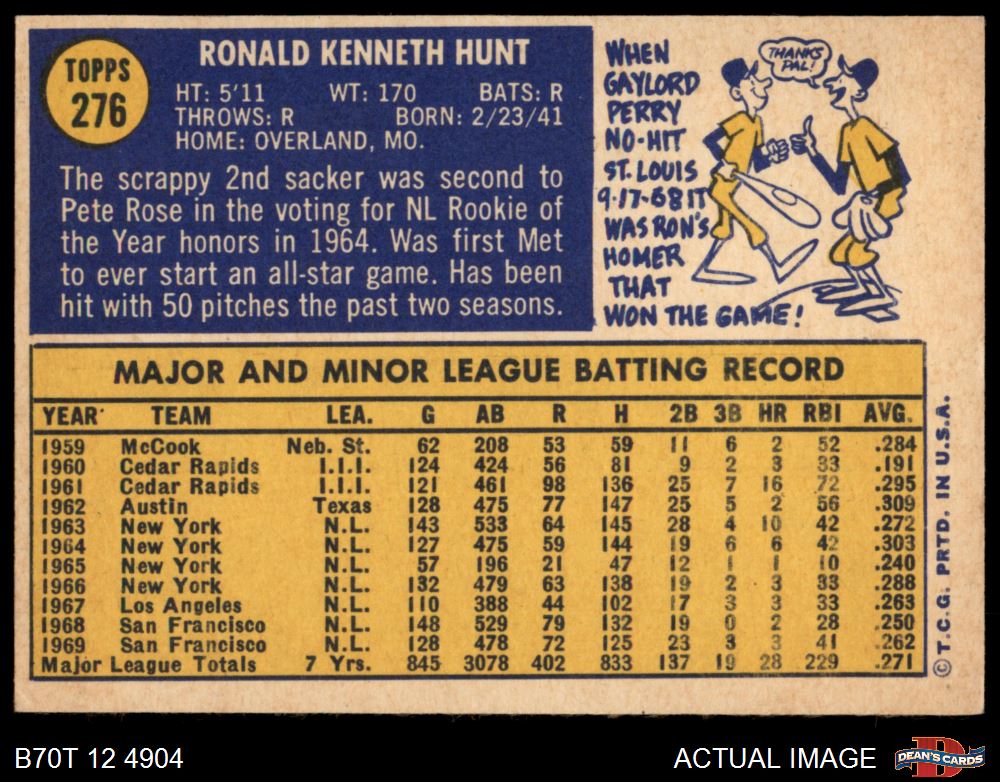 TOPPS
276
RONALD KENNETH HUNT
HT: 5'11 WT: 170 BATS: R
THROWS: R BORN: 2/23/41
HOME: OVERLAND, MO.
The scrappy 2nd sacker was second to
Pete Rose in the voting for NL Rookie of
the Year honors in 1964. Was first Met
to ever start an all-star game. Has been
hit with 50 pitches the past two seasons.
WHEN
GAYLORD
PERRY
NO-HIT
ST. LOUIS
9-17-68 IT
WAS RON'S
HOMER
THAT
WON THE GAME!
THANKS
PAL!
MAJOR AND MINOR LEAGUE BATTING RECORD
YEAR TEAM LEA. G AB R H 2B 3B HR RBI AVG.
1959 McCook Neb. St. 62 208 53 59 11 6 2 52 .284
1960 Cedar Rapids I.I.I. 124 424 56 81 9 2 3 33 .191
1961 Cedar Rapids I.I.I. 121 461 98 136 25 7 16 72 .295
1962 Austin Texas 128 475 77 147 25 5 2 56 .309
1963 New York N.L. 143 533 64 145 28 4 10 42 .272
1964 New York N.L. 127 475 59 144 19 6 6 42 .303
1965 New York N.L. 57 196 21 47 12 1 1 10 .240
1966 New York N.L. 132 479 63 138 19 2 3 33 .288
1967 Los Angeles N.L. 110 388 44 102 17 3 3 33 .263
1968 San Francisco N.L. 148 529 79 132 19 0 2 28 .250
1969 San Francisco N.L. 128 478 72 125 23 3 3 41 .262
Major League Totals 7 Yrs. 845 3078 402 833 137 19 28 229 .271
© T.C.G. PRTD. IN U.S.A.
B70T 12 4904
ACTUAL IMAGE
D
DEAN'S CARDS